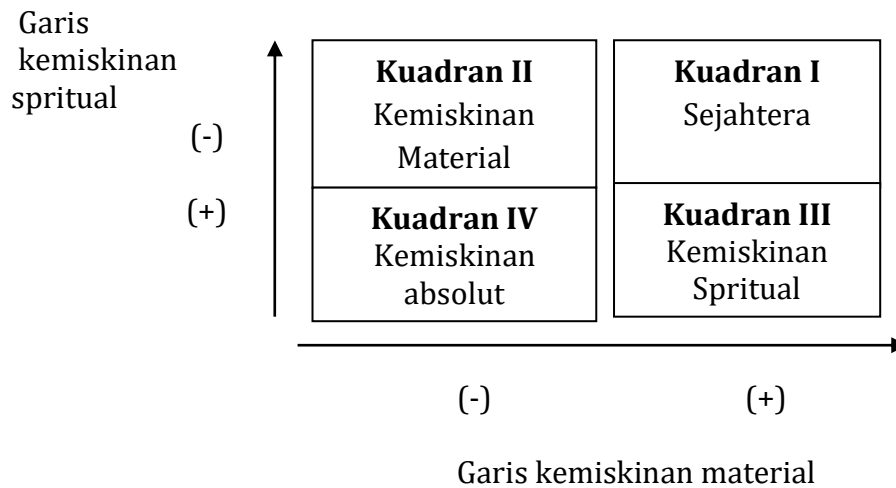 Garis
kemiskinan
spritual
(-)
(+)
Kuadran II
Kemiskinan
Material
Kuadran I
Sejahtera
Kuadran IV
Kemiskinan
absolut
Kuadran III
Kemiskinan
Spritual
(-)
(+)
Garis kemiskinan material